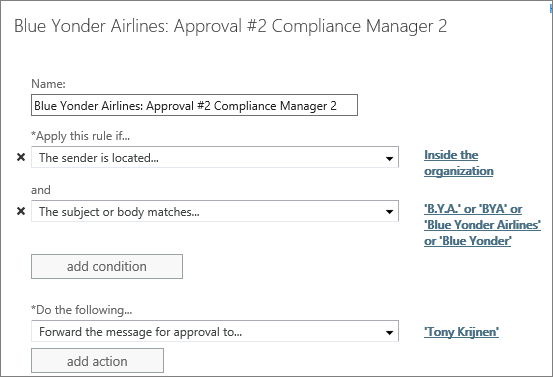 Blue Yonder Airlines: Approval #2 Compliance Manager 2
Name:
Blue Yonder Airlines: Approval #2 Compliance Manager 2
*Apply this rule if...
The sender is located...
Inside the
organization
and
The subject or body matches...
'B.Y.A.' or 'BYA' or
'Blue Yonder Airlines'
or 'Blue Yonder'
add condition
*Do the following...
Forward the message for approval to...
'Tony Krijnen'
add action